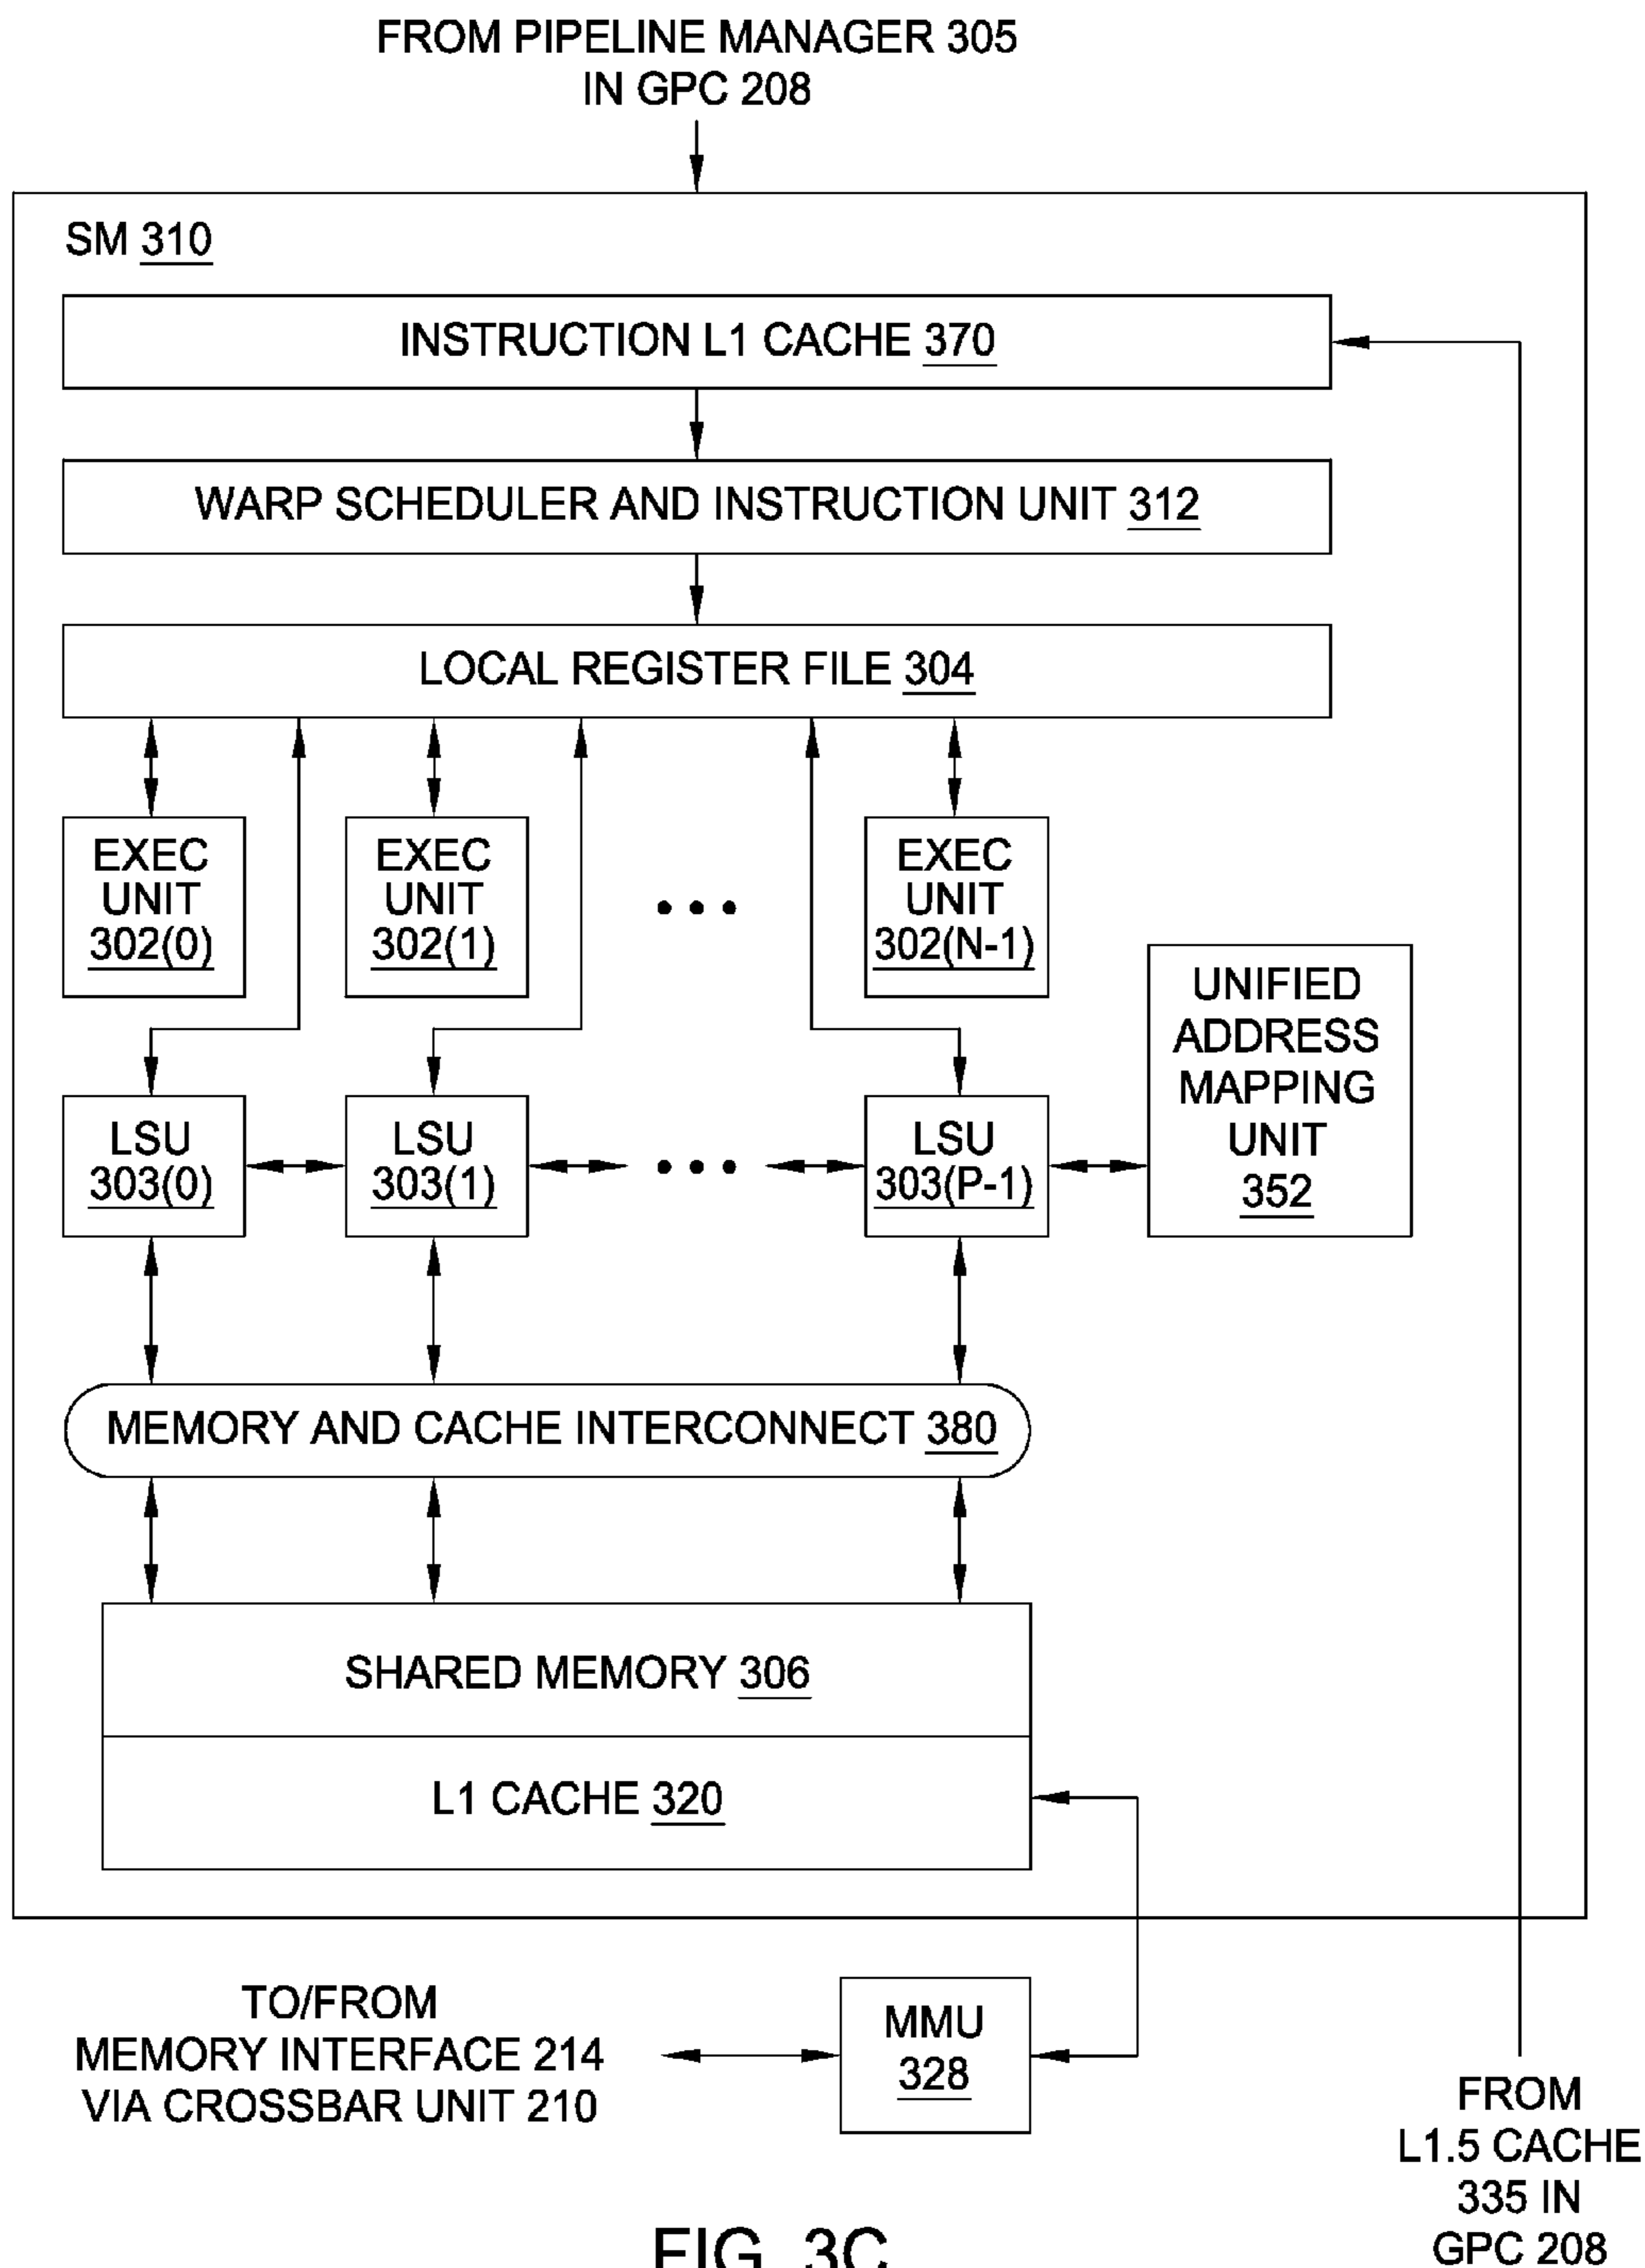 FROM PIPELINE MANAGER 305
IN GPC 208
SM 310
INSTRUCTION L1 CACHE 370
WARP SCHEDULER AND INSTRUCTION UNIT 312
LOCAL REGISTER FILE 304
EXEC
UNIT
302(0)
EXEC
UNIT
302(1)
• • •
EXEC
UNIT
302(N-1)
UNIFIED
ADDRESS
MAPPING
UNIT
352
LSU
303(0)
LSU
303(1)
• • •
LSU
303(P-1)
MEMORY AND CACHE INTERCONNECT 380
SHARED MEMORY 306
L1 CACHE 320
TO/FROM
MEMORY INTERFACE 214
VIA CROSSBAR UNIT 210
MMU
328
FROM
L1.5 CACHE
335 IN
GPC 208
FIG. 3C